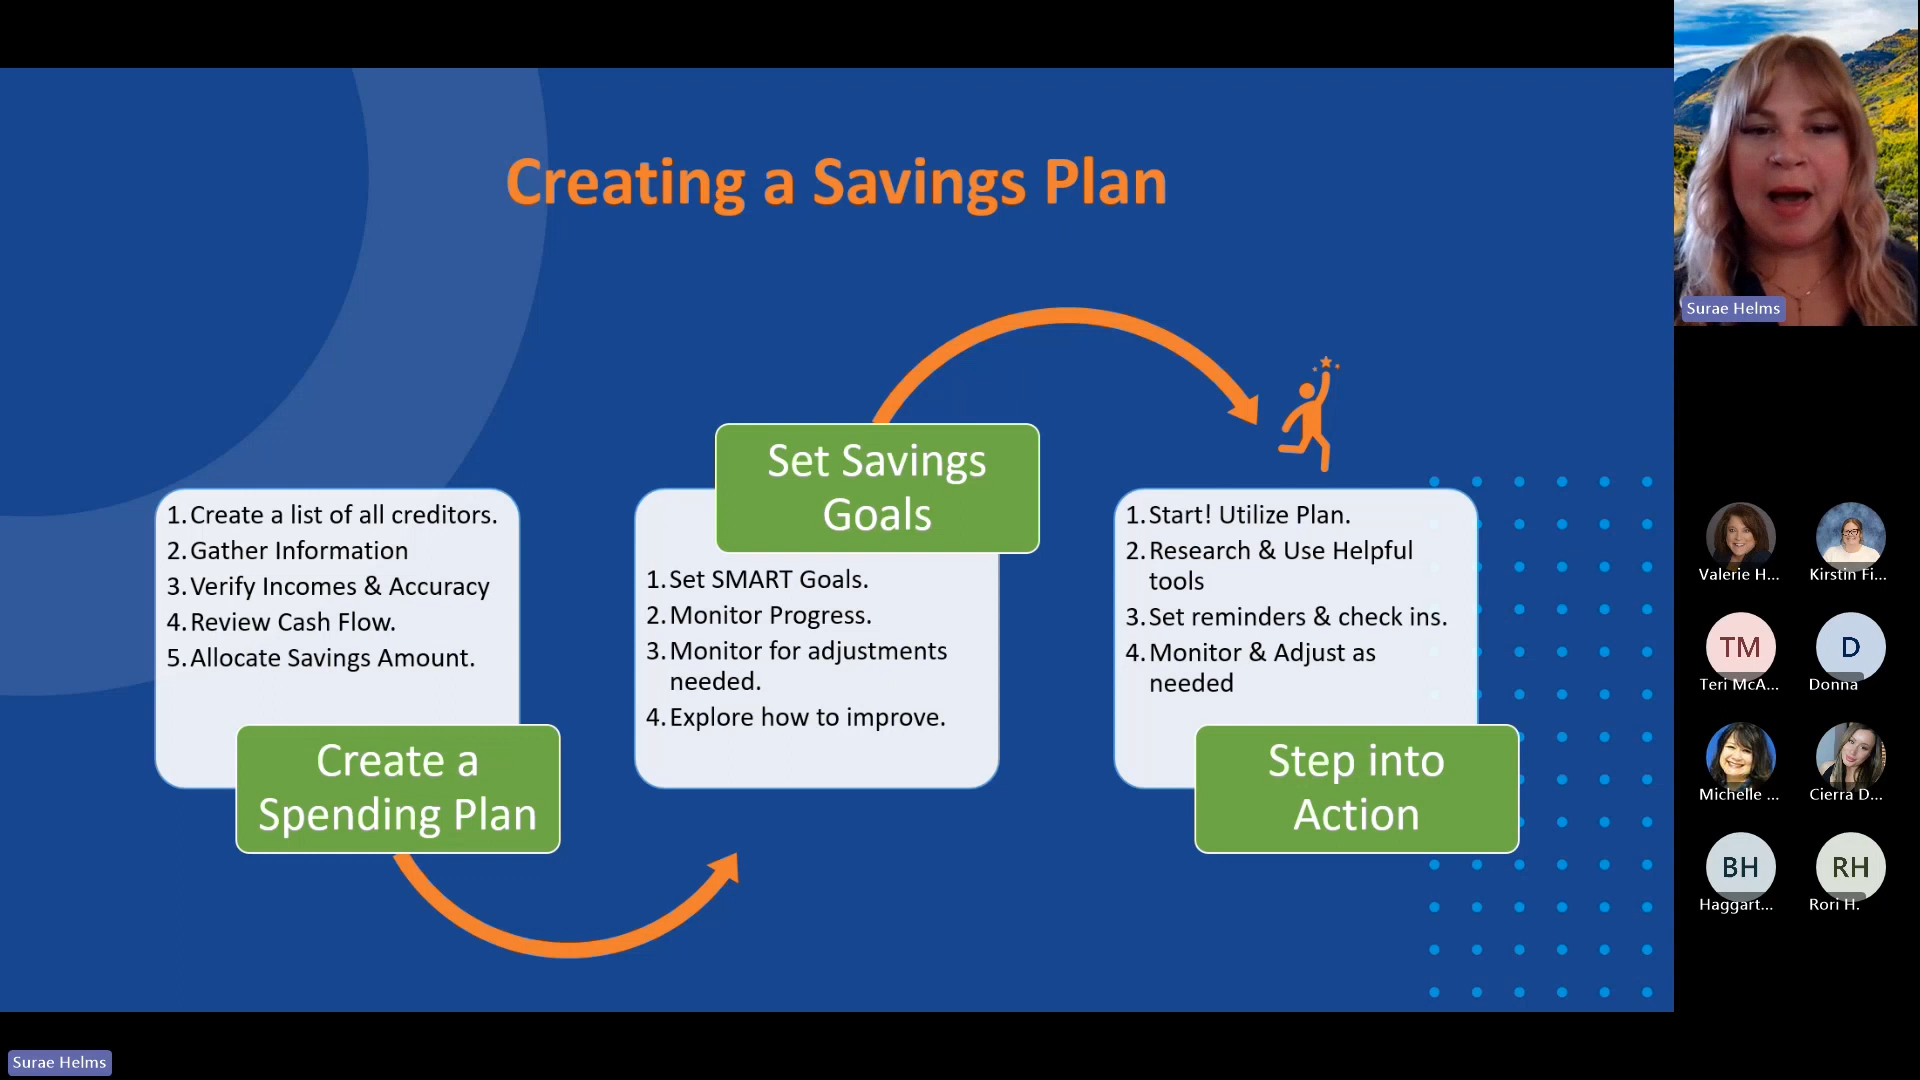 Creating a Savings Plan
1. Create a list of all creditors.
2. Gather Information
3. Verify Incomes & Accuracy
4. Review Cash Flow.
5. Allocate Savings Amount.
Create a
Spending Plan
Set Savings
Goals
1. Set SMART Goals.
2. Monitor Progress.
3. Monitor for adjustments
needed.
4. Explore how to improve.
1. Start! Utilize Plan.
2. Research & Use Helpful
tools
3. Set reminders & check ins.
4. Monitor & Adjust as
needed
Step into
Action
Surae Helms
Valerie H...
Kirstin Fi...
TM
Teri McA...
D
Donna
Michelle ...
Cierra D...
BH
Haggart...
RH
Rori H.
Surae Helms